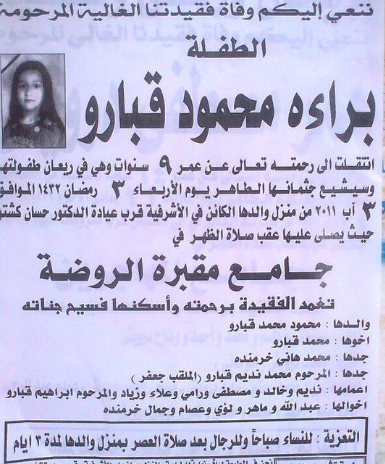 ننعي إليكم وفاة فقيدتنا الغالية المرحومة
الطفلة
براءه محمود قبارو
انتقلت الى رحمته تعالى عن عمر ٩ سنوات وهي في ريعان طفولتها
وسيشيع جثمانها الطاهر يوم الأربعاء ٣ رمضان ١٤٣٢ الموافق
٣ آب ٢٠١١ من منزل والدها الكائن في الأشرفية قرب عيادة الدكتور حسان كشتو
حيث يصلى عليها عقب صلاة الظهر في
جامع مقبرة الروضة
تغمد الفقيدة برحمته وأسكنها فسيح جناته
والدها : محمود محمد قبارو
اخوها : محمد قبارو
جدها : محمد هاني خرمنده
جدها : المرحوم محمد نديم قبارو (الملقب جعفر)
اعمامها : نديم وخالد و مصطفى ورامي وعلاء وزياد والمرحوم ابراهيم قبارو
اخوالها : عبد الله و ماهر و لؤي وعصام وجمال خرمنده
التعزية : للنساء صباحاً وللرجال بعد صلاة العصر بمنزل والدها لمدة ٣ ايام